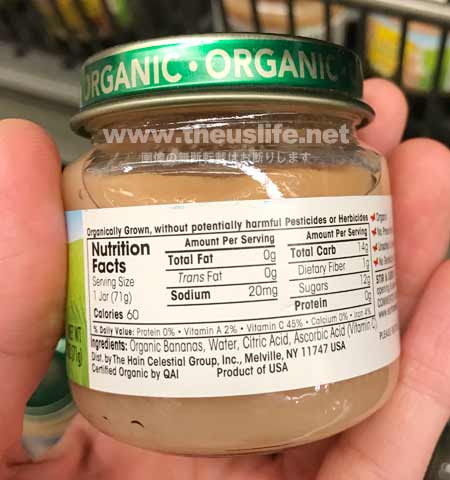 ORGANIC • ORGANIC
www.theuslife.net
画像の無断転載はお断りします
Organically Grown, without potentially harmful Pesticides or Herbicides
Nutrition
Facts
Serving Size
1 Jar (71g)
Calories 60
Amount Per Serving
Total Fat 0g
Trans Fat 0g
Sodium 20mg
Amount Per Serving
Total Carb 14g
Dietary Fiber 1g
Sugars 12g
Protein 0g
% Daily Value: Protein 0% • Vitamin A 2% • Vitamin C 45% • Calcium 0% • Iron 4%
Ingredients: Organic Bananas, Water, Citric Acid, Ascorbic Acid (Vitamin C)
Dist. by The Hain Celestial Group, Inc., Melville, NY 11747 USA
Certified Organic by QAI Product of USA
Organic